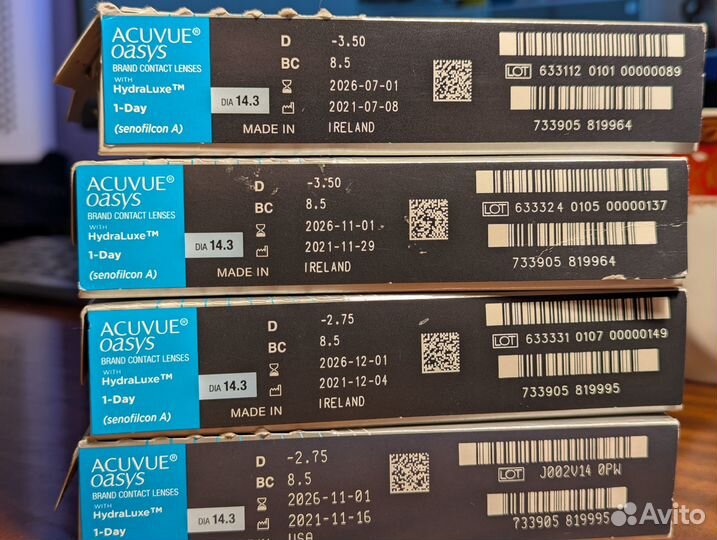 ACUVUE®
oasys
BRAND CONTACT LENSES
WITH
HydraLuxe™
1-Day
(senofilcon A)
DIA 14.3
D -3.50
BC 8.5
2026-07-01
2021-07-08
MADE IN IRELAND
LOT 633112 0101 00000089
733905 819964
ACUVUE®
oasys
BRAND CONTACT LENSES
WITH
HydraLuxe™
1-Day
(senofilcon A)
DIA 14.3
D -3.50
BC 8.5
2026-11-01
2021-11-29
MADE IN IRELAND
LOT 633324 0105 00000137
733905 819964
ACUVUE®
oasys
BRAND CONTACT LENSES
WITH
HydraLuxe™
1-Day
(senofilcon A)
DIA 14.3
D -2.75
BC 8.5
2026-12-01
2021-12-04
MADE IN IRELAND
LOT 633331 0107 00000149
733905 819995
ACUVUE®
oasys
BRAND CONTACT LENSES
WITH
HydraLuxe™
1-Day
DIA 14.3
D -2.75
BC 8.5
2026-11-01
2021-11-16
USA
LOT J002V14 0PW
733905 819995
Avito